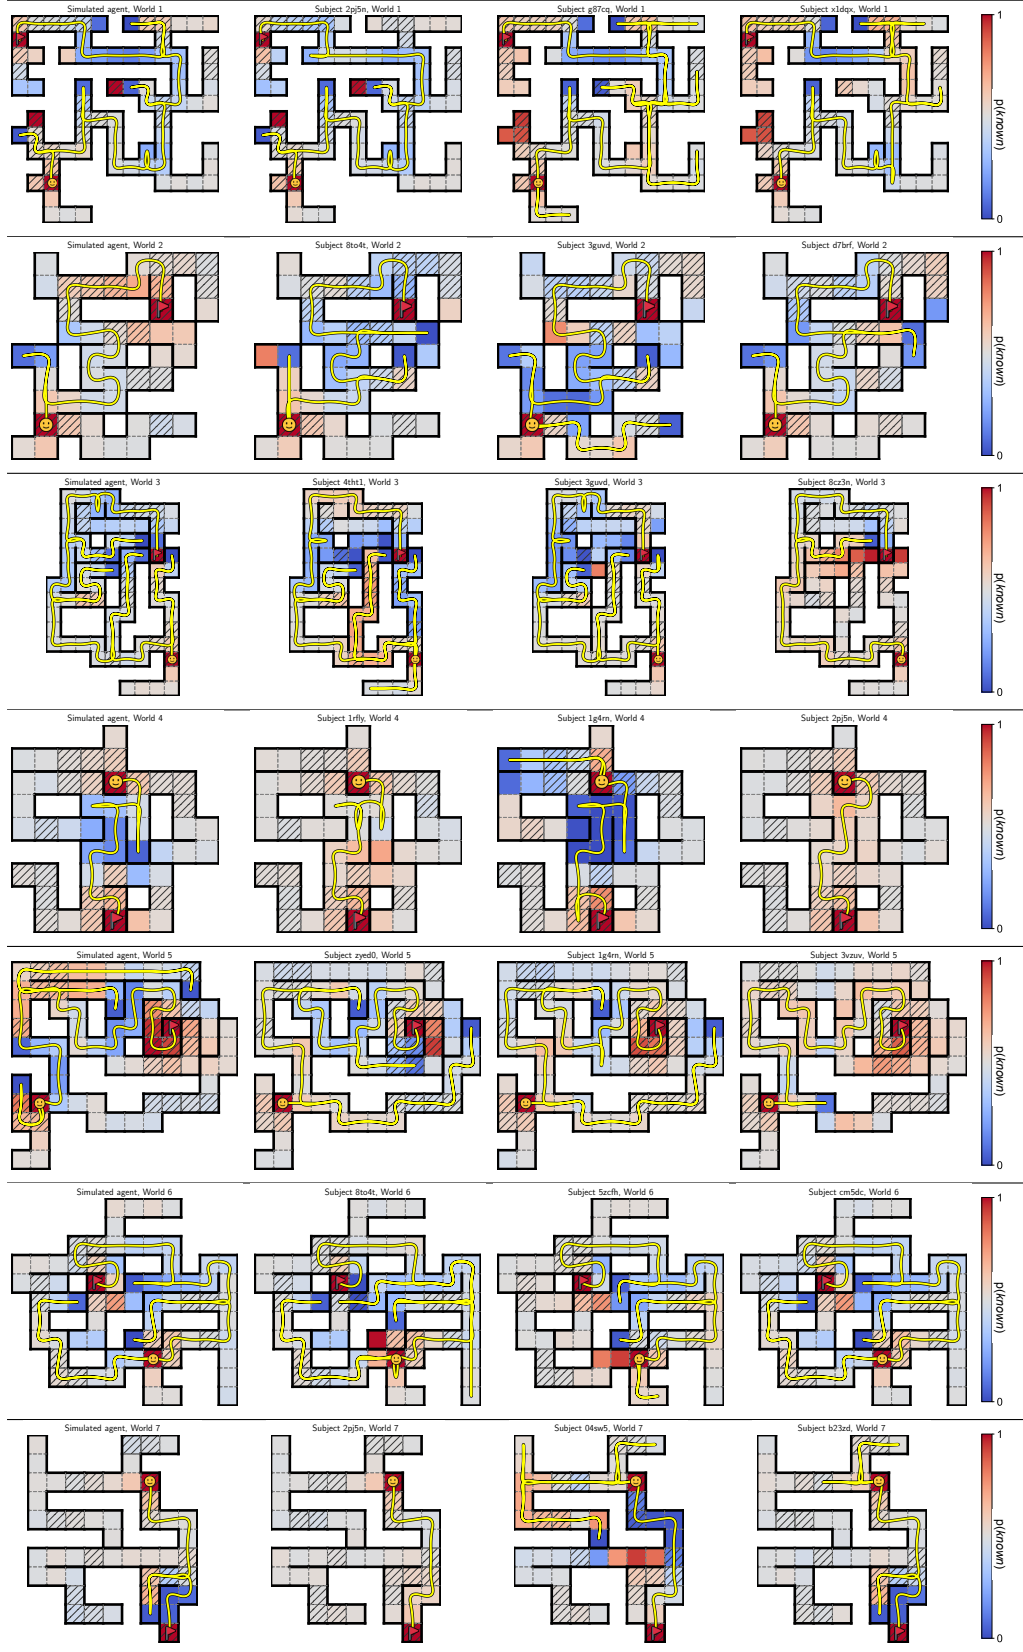 Simulated agent, World 1
Subject 2pj5n, World 1
Subject g87cq, World 1
Subject x1dqx, World 1
1
p(known)
0
Simulated agent, World 2
Subject 8to4t, World 2
Subject 3guvd, World 2
Subject d7brf, World 2
1
p(known)
0
Simulated agent, World 3
Subject 4tht1, World 3
Subject 3guvd, World 3
Subject 8cz3n, World 3
1
p(known)
0
Simulated agent, World 4
Subject 1rfly, World 4
Subject 1g4rn, World 4
Subject 2pj5n, World 4
1
p(known)
0
Simulated agent, World 5
Subject zyed0, World 5
Subject 1g4rn, World 5
Subject 3vzuv, World 5
1
p(known)
0
Simulated agent, World 6
Subject 8to4t, World 6
Subject 5zcfh, World 6
Subject cm5dc, World 6
1
p(known)
0
Simulated agent, World 7
Subject 2pj5n, World 7
Subject 04sw5, World 7
Subject b23zd, World 7
1
p(known)
0